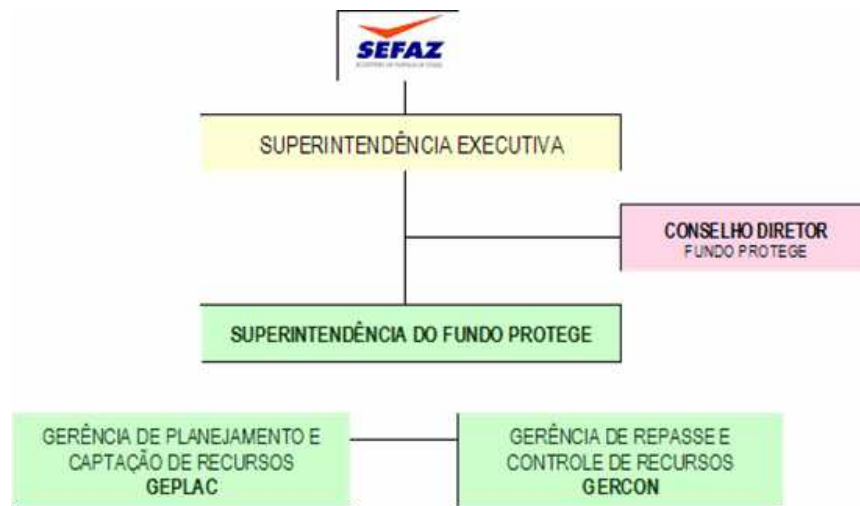 SEFAZ
SUPERINTENDÊNCIA EXECUTIVA
CONSELHO DIRETOR
FUNDO PROTEGE
SUPERINTENDÊNCIA DO FUNDO PROTEGE
GERÊNCIA DE PLANEJAMENTO E
CAPTAÇÃO DE RECURSOS
GEPLAC
GERÊNCIA DE REPASSE E
CONTROLE DE RECURSOS
GERCON